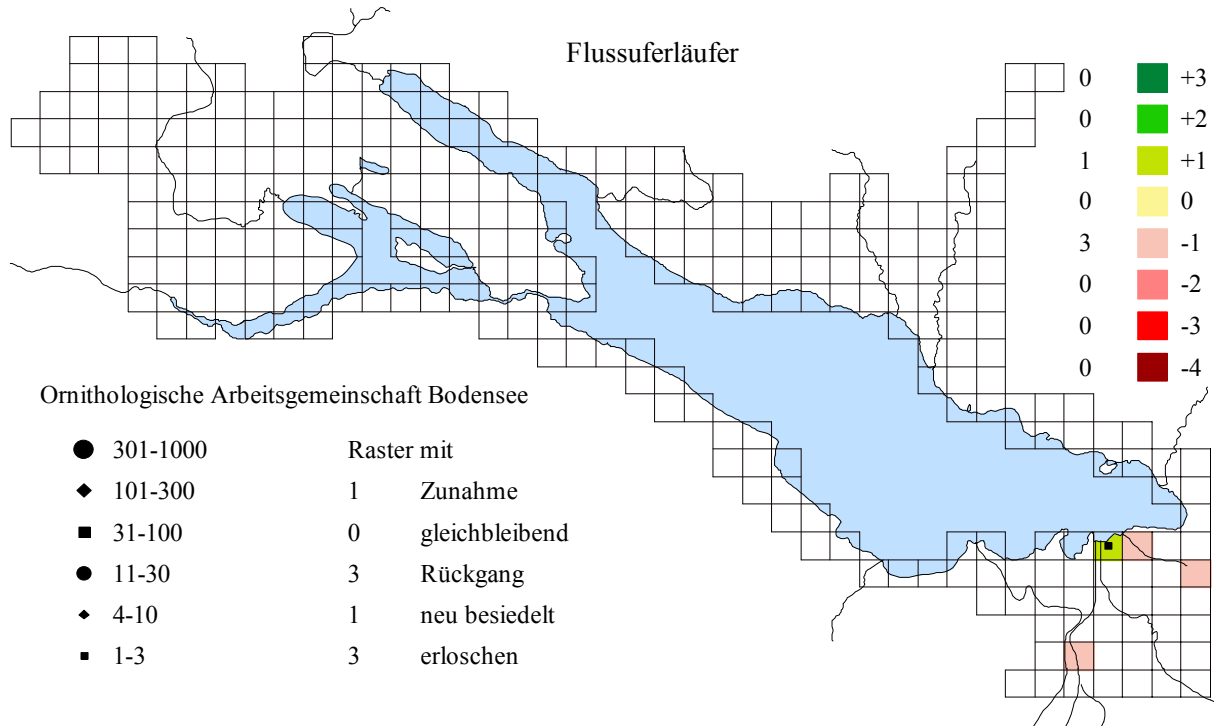 Flussuferläufer
0 +3
0 +2
1 +1
0 0
3 -1
0 -2
0 -3
0 -4
Ornithologische Arbeitsgemeinschaft Bodensee
301-1000 Raster mit
101-300 1 Zunahme
31-100 0 gleichbleibend
11-30 3 Rückgang
4-10 1 neu besiedelt
1-3 3 erloschen